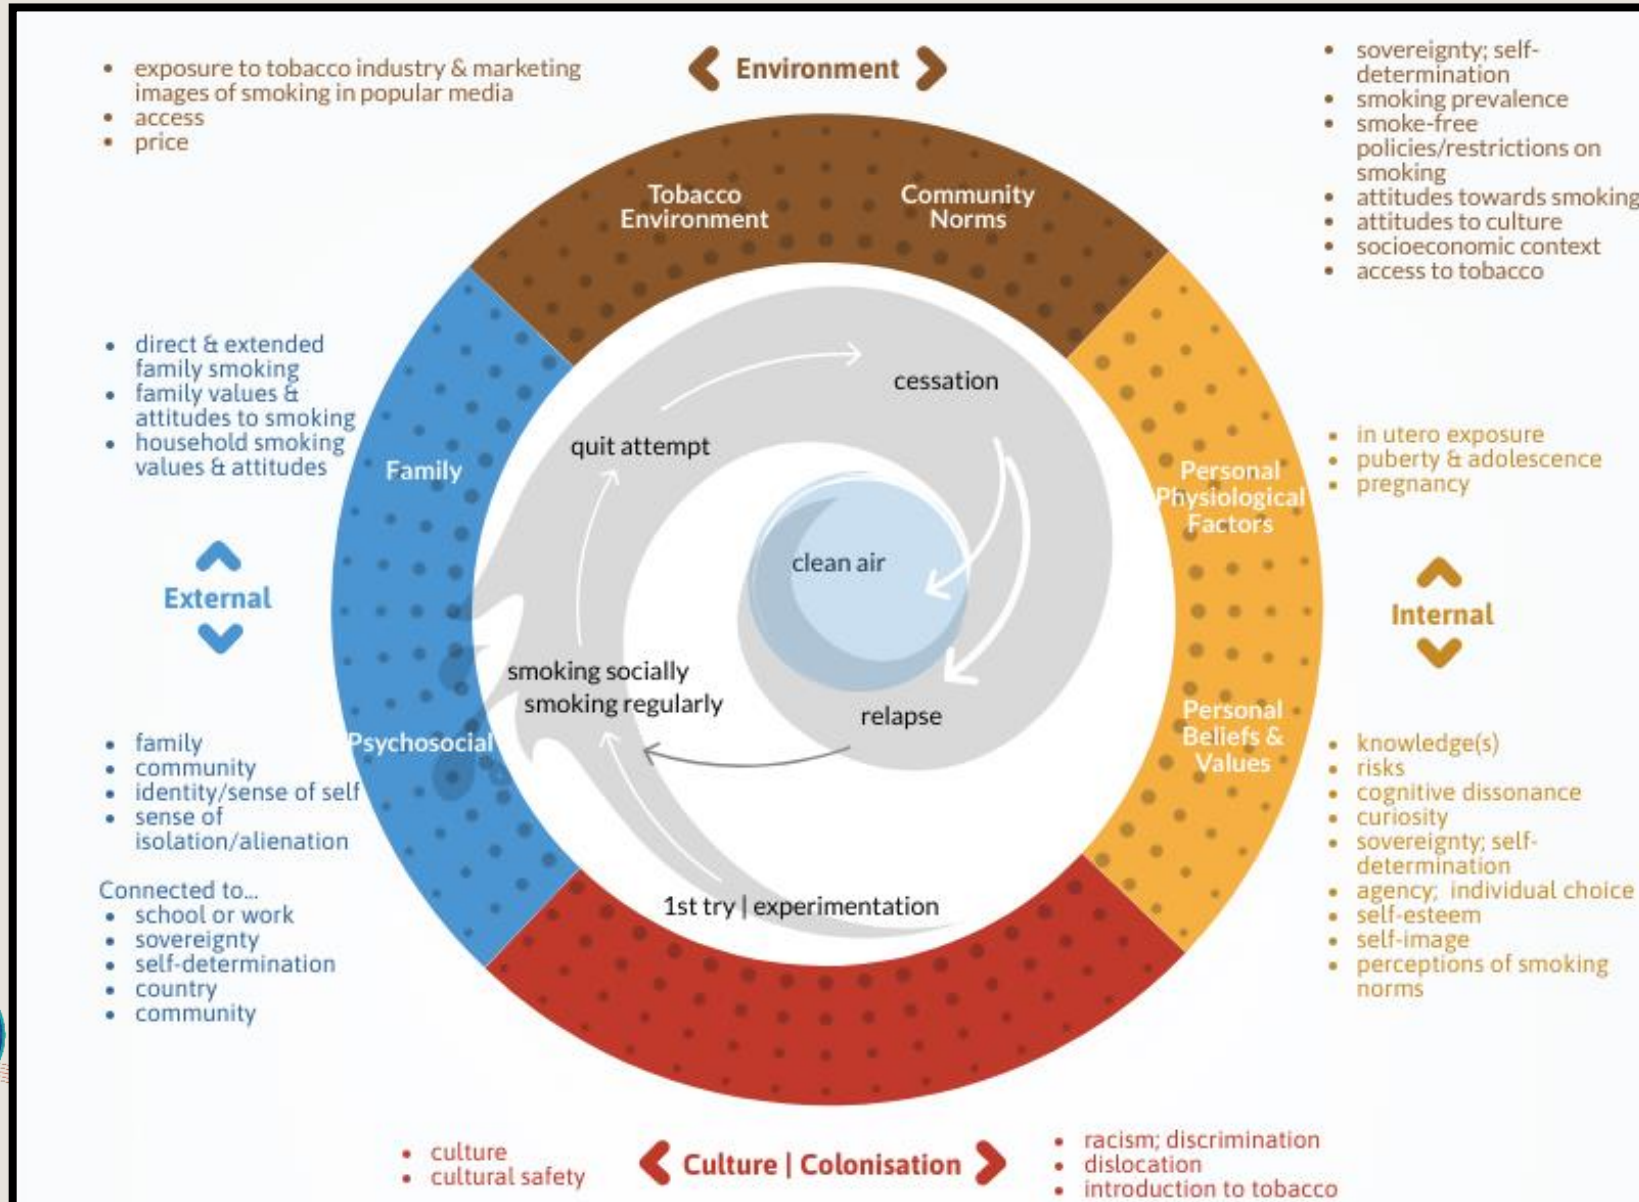 Environment
• exposure to tobacco industry & marketing
images of smoking in popular media
• access
• price
• sovereignty; self-
determination
• smoking prevalence
• smoke-free
policies/restrictions on
smoking
• attitudes towards smoking
• attitudes to culture
• socioeconomic context
• access to tobacco
Tobacco
Environment
Community
Norms
• direct & extended
family smoking
• family values &
attitudes to smoking
• household smoking
values & attitudes
Family
External
Psychosocial
• family
• community
• identity/sense of self
• sense of
isolation/alienation
Connected to...
• school or work
• sovereignty
• self-determination
• country
• community
cessation
quit attempt
clean air
smoking socially
smoking regularly
relapse
1st try | experimentation
Personal
Physiological
Factors
• in utero exposure
• puberty & adolescence
• pregnancy
Internal
Personal
Beliefs &
Values
• knowledge(s)
• risks
• cognitive dissonance
• curiosity
• sovereignty; self-
determination
• agency; individual choice
• self-esteem
• self-image
• perceptions of smoking
norms
• culture
• cultural safety
Culture | Colonisation
• racism; discrimination
• dislocation
• introduction to tobacco